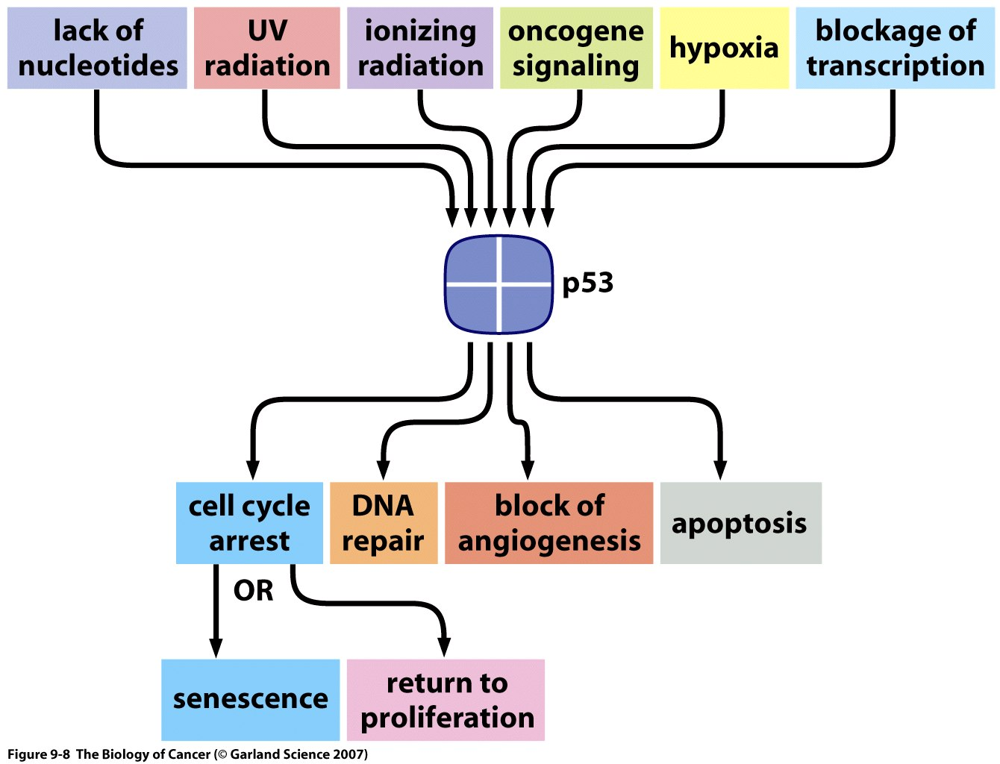 lack of
nucleotides
UV
radiation
ionizing
radiation
oncogene
signaling
hypoxia
blockage of
transcription
p53
cell cycle
arrest
DNA
repair
block of
angiogenesis
apoptosis
OR
senescence
return to
proliferation
Figure 9-8  The Biology of Cancer (© Garland Science 2007)